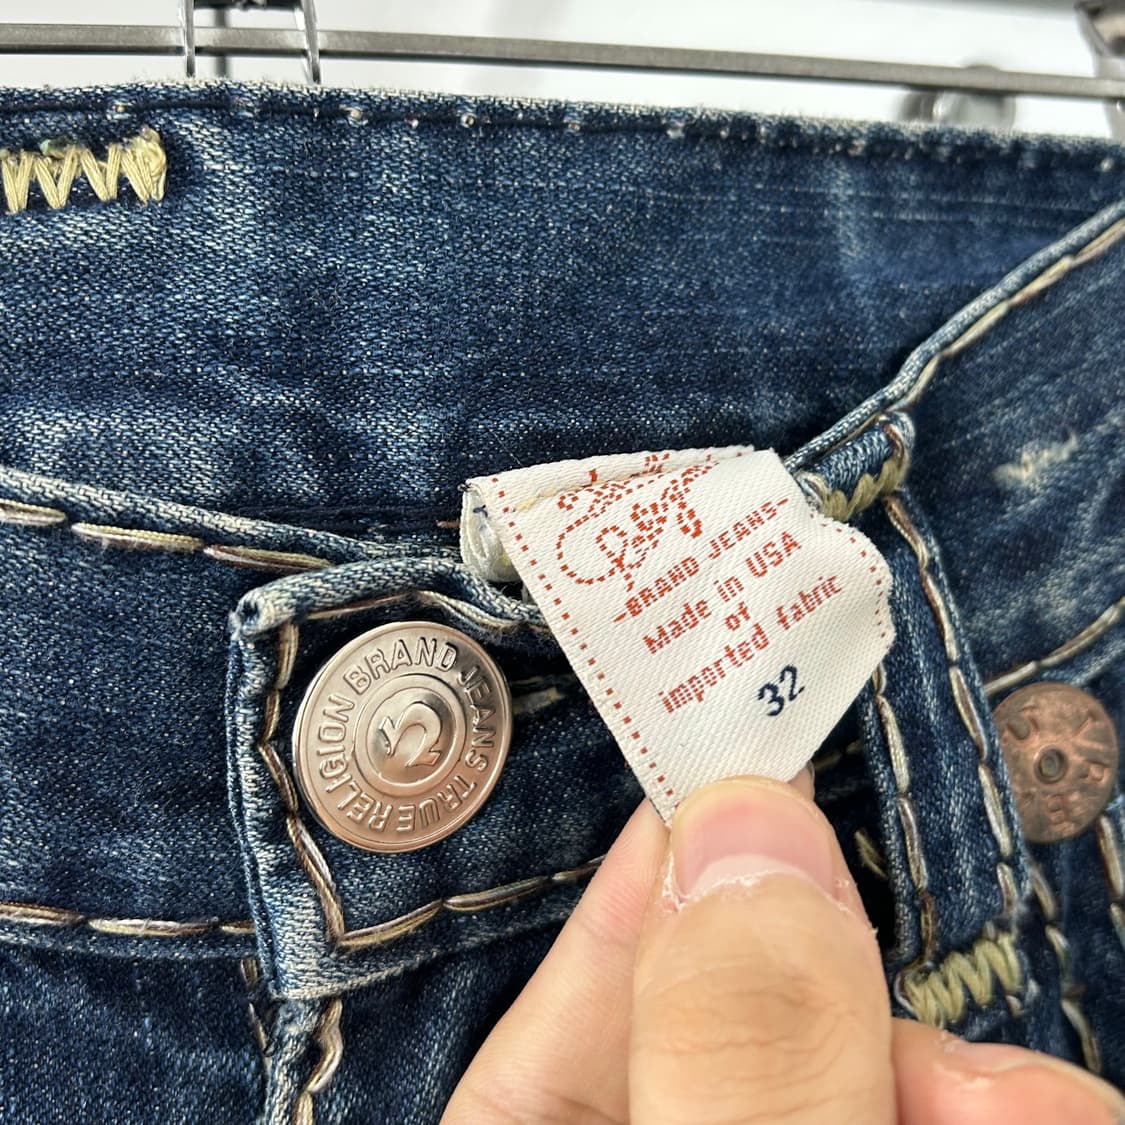 TRUE RELIGION BRAND JEANS
-BRAND JEANS-
Made in USA
of
imported fabric
32